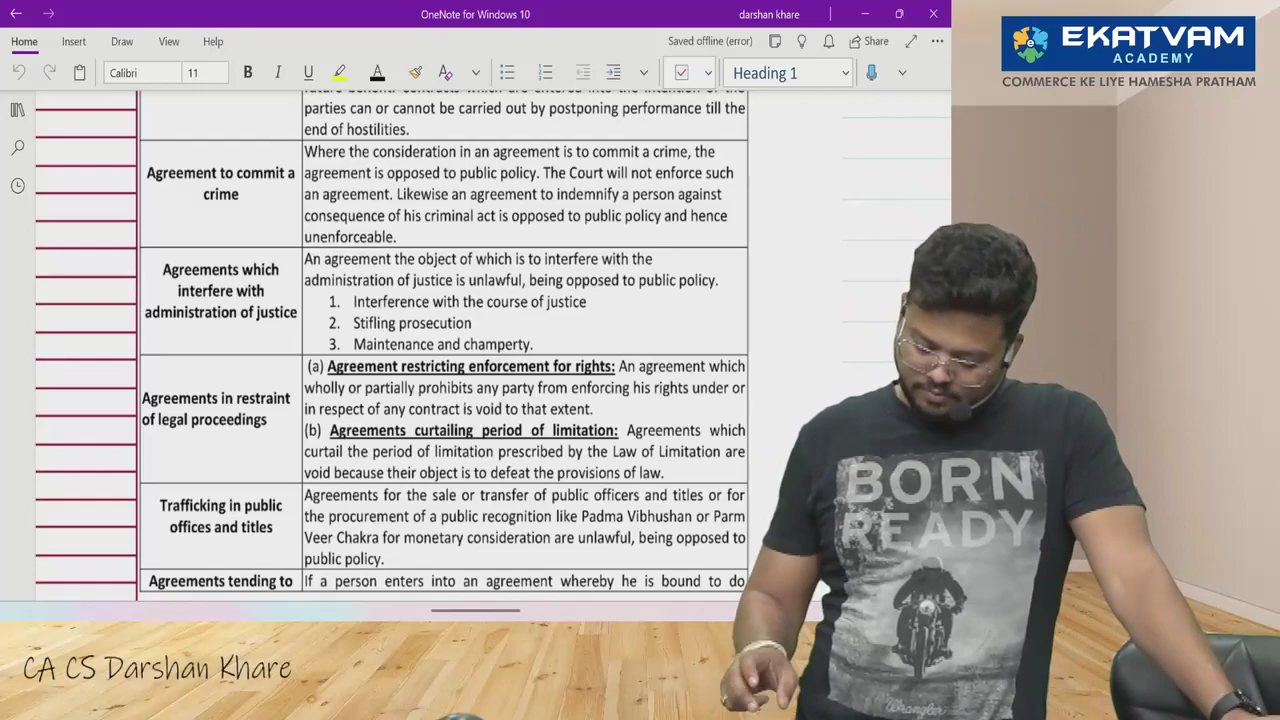 OneNote for Windows 10
darshan khare
Home
Insert
Draw
View
Help
Saved offline (error)
Share
Calibri
11
B
I
U
A
Heading 1
EKATVAM
ACADEMY
COMMERCE KE LIYE HAMESHA PRATHAM
future benefit. Contracts which are entered into the intention of the
parties can or cannot be carried out by postponing performance till the
end of hostilities.
Agreement to commit a
crime
Where the consideration in an agreement is to commit a crime, the
agreement is opposed to public policy. The Court will not enforce such
an agreement. Likewise an agreement to indemnify a person against
consequence of his criminal act is opposed to public policy and hence
unenforceable.
Agreements which
interfere with
administration of justice
An agreement the object of which is to interfere with the
administration of justice is unlawful, being opposed to public policy.
1. Interference with the course of justice
2. Stifling prosecution
3. Maintenance and champerty.
Agreements in restraint
of legal proceedings
(a) Agreement restricting enforcement for rights: An agreement which
wholly or partially prohibits any party from enforcing his rights under or
in respect of any contract is void to that extent.
(b) Agreements curtailing period of limitation: Agreements which
curtail the period of limitation prescribed by the Law of Limitation are
void because their object is to defeat the provisions of law.
Trafficking in public
offices and titles
Agreements for the sale or transfer of public officers and titles or for
the procurement of a public recognition like Padma Vibhushan or Parm
Veer Chakra for monetary consideration are unlawful, being opposed to
public policy.
Agreements tending to
If a person enters into an agreement whereby he is bound to do
BORN
READY
Wrangler
CA CS Darshan Khare